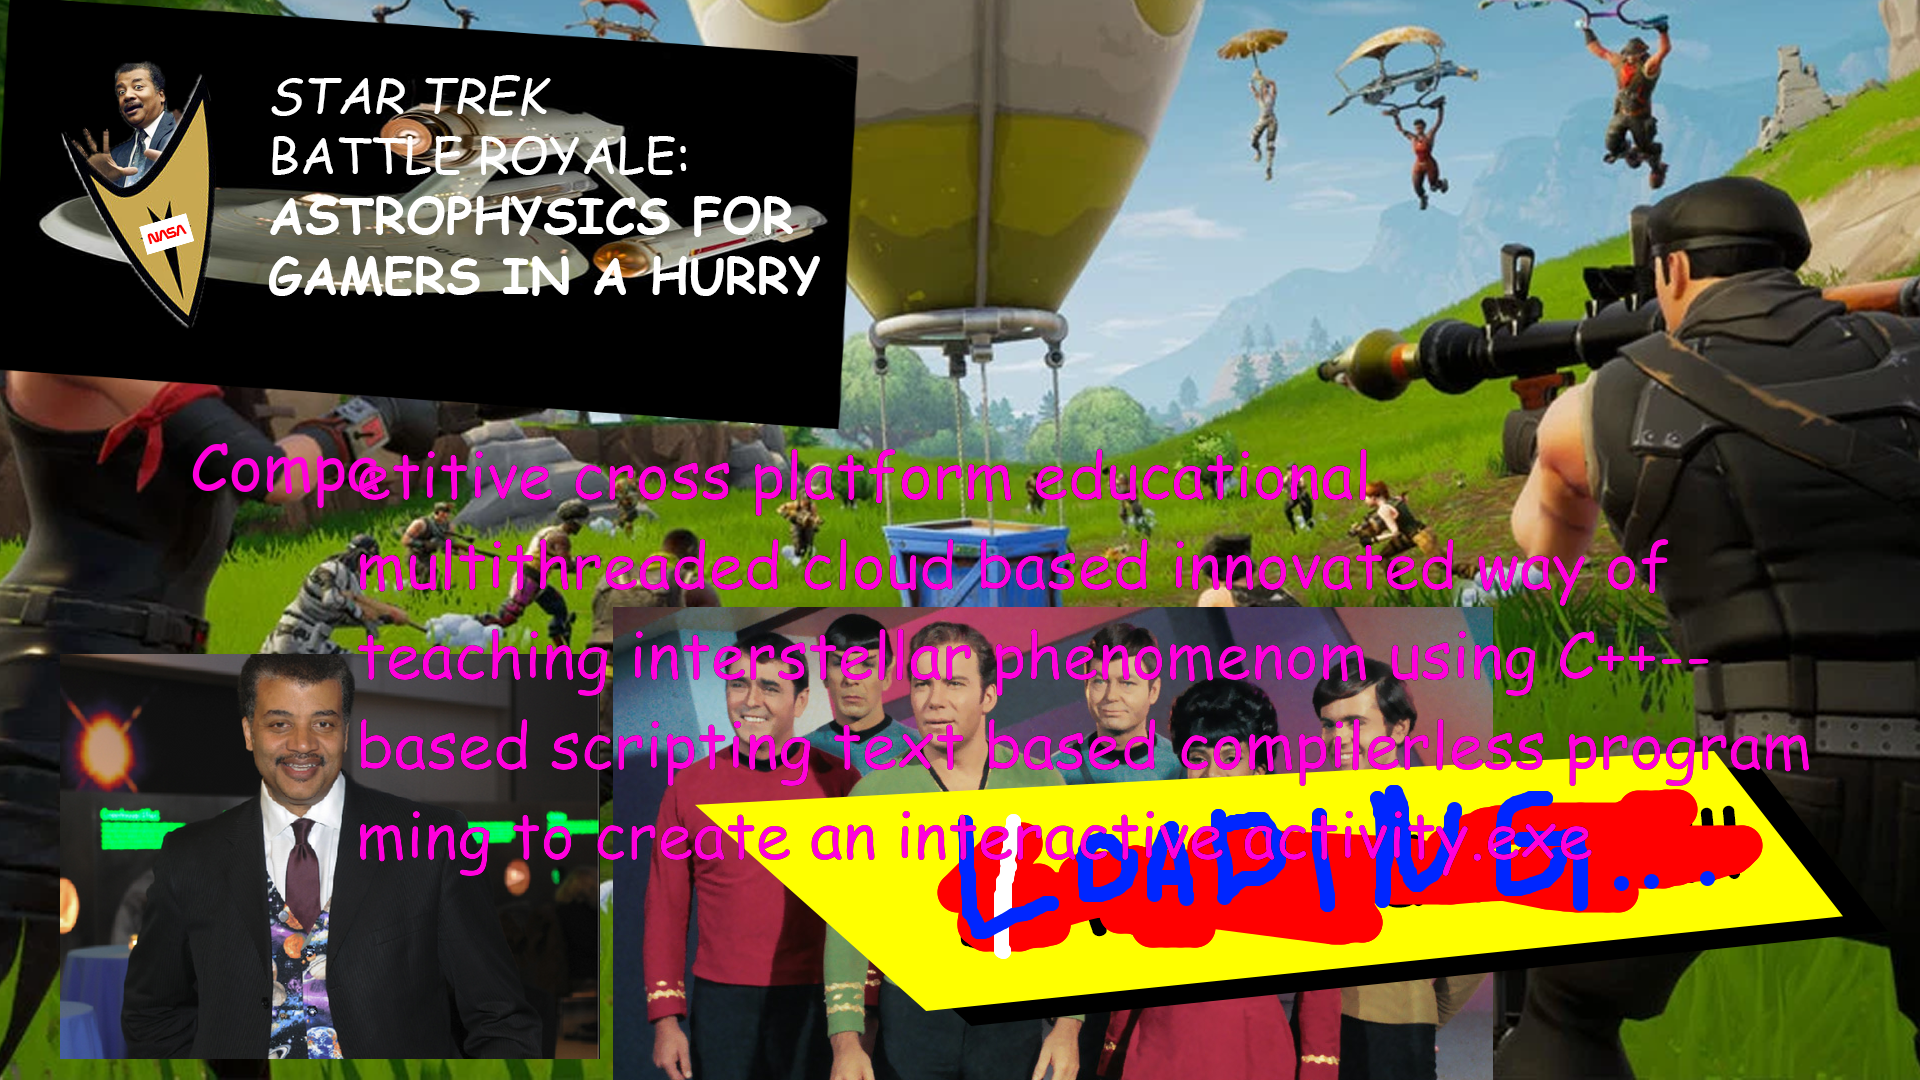 STAR TREK
BATTLE ROYALE:
ASTROPHYSICS FOR
GAMERS IN A HURRY
NASA
Compoetitive cross platform educational
multithreaded cloud based innovated way of
teaching interstellar phenomenom using C++--
based scripting text based compilerless program
ming to create an interactive activity.exe
LOADING...